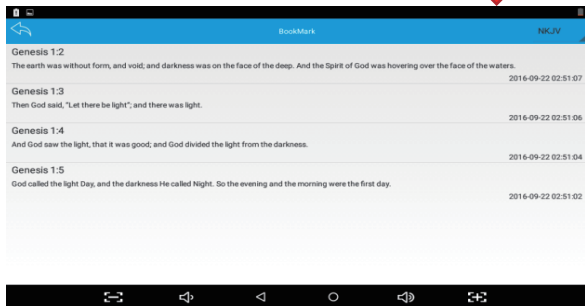 BookMark
NKJV
Genesis 1:2
The earth was without form, and void; and darkness was on the face of the deep. And the Spirit of God was hovering over the face of the waters.
2016-09-22 02:51:07
Genesis 1:3
Then God said, "Let there be light"; and there was light.
2016-09-22 02:51:06
Genesis 1:4
And God saw the light, that it was good; and God divided the light from the darkness.
2016-09-22 02:51:04
Genesis 1:5
God called the light Day, and the darkness He called Night. So the evening and the morning were the first day.
2016-09-22 02:51:02